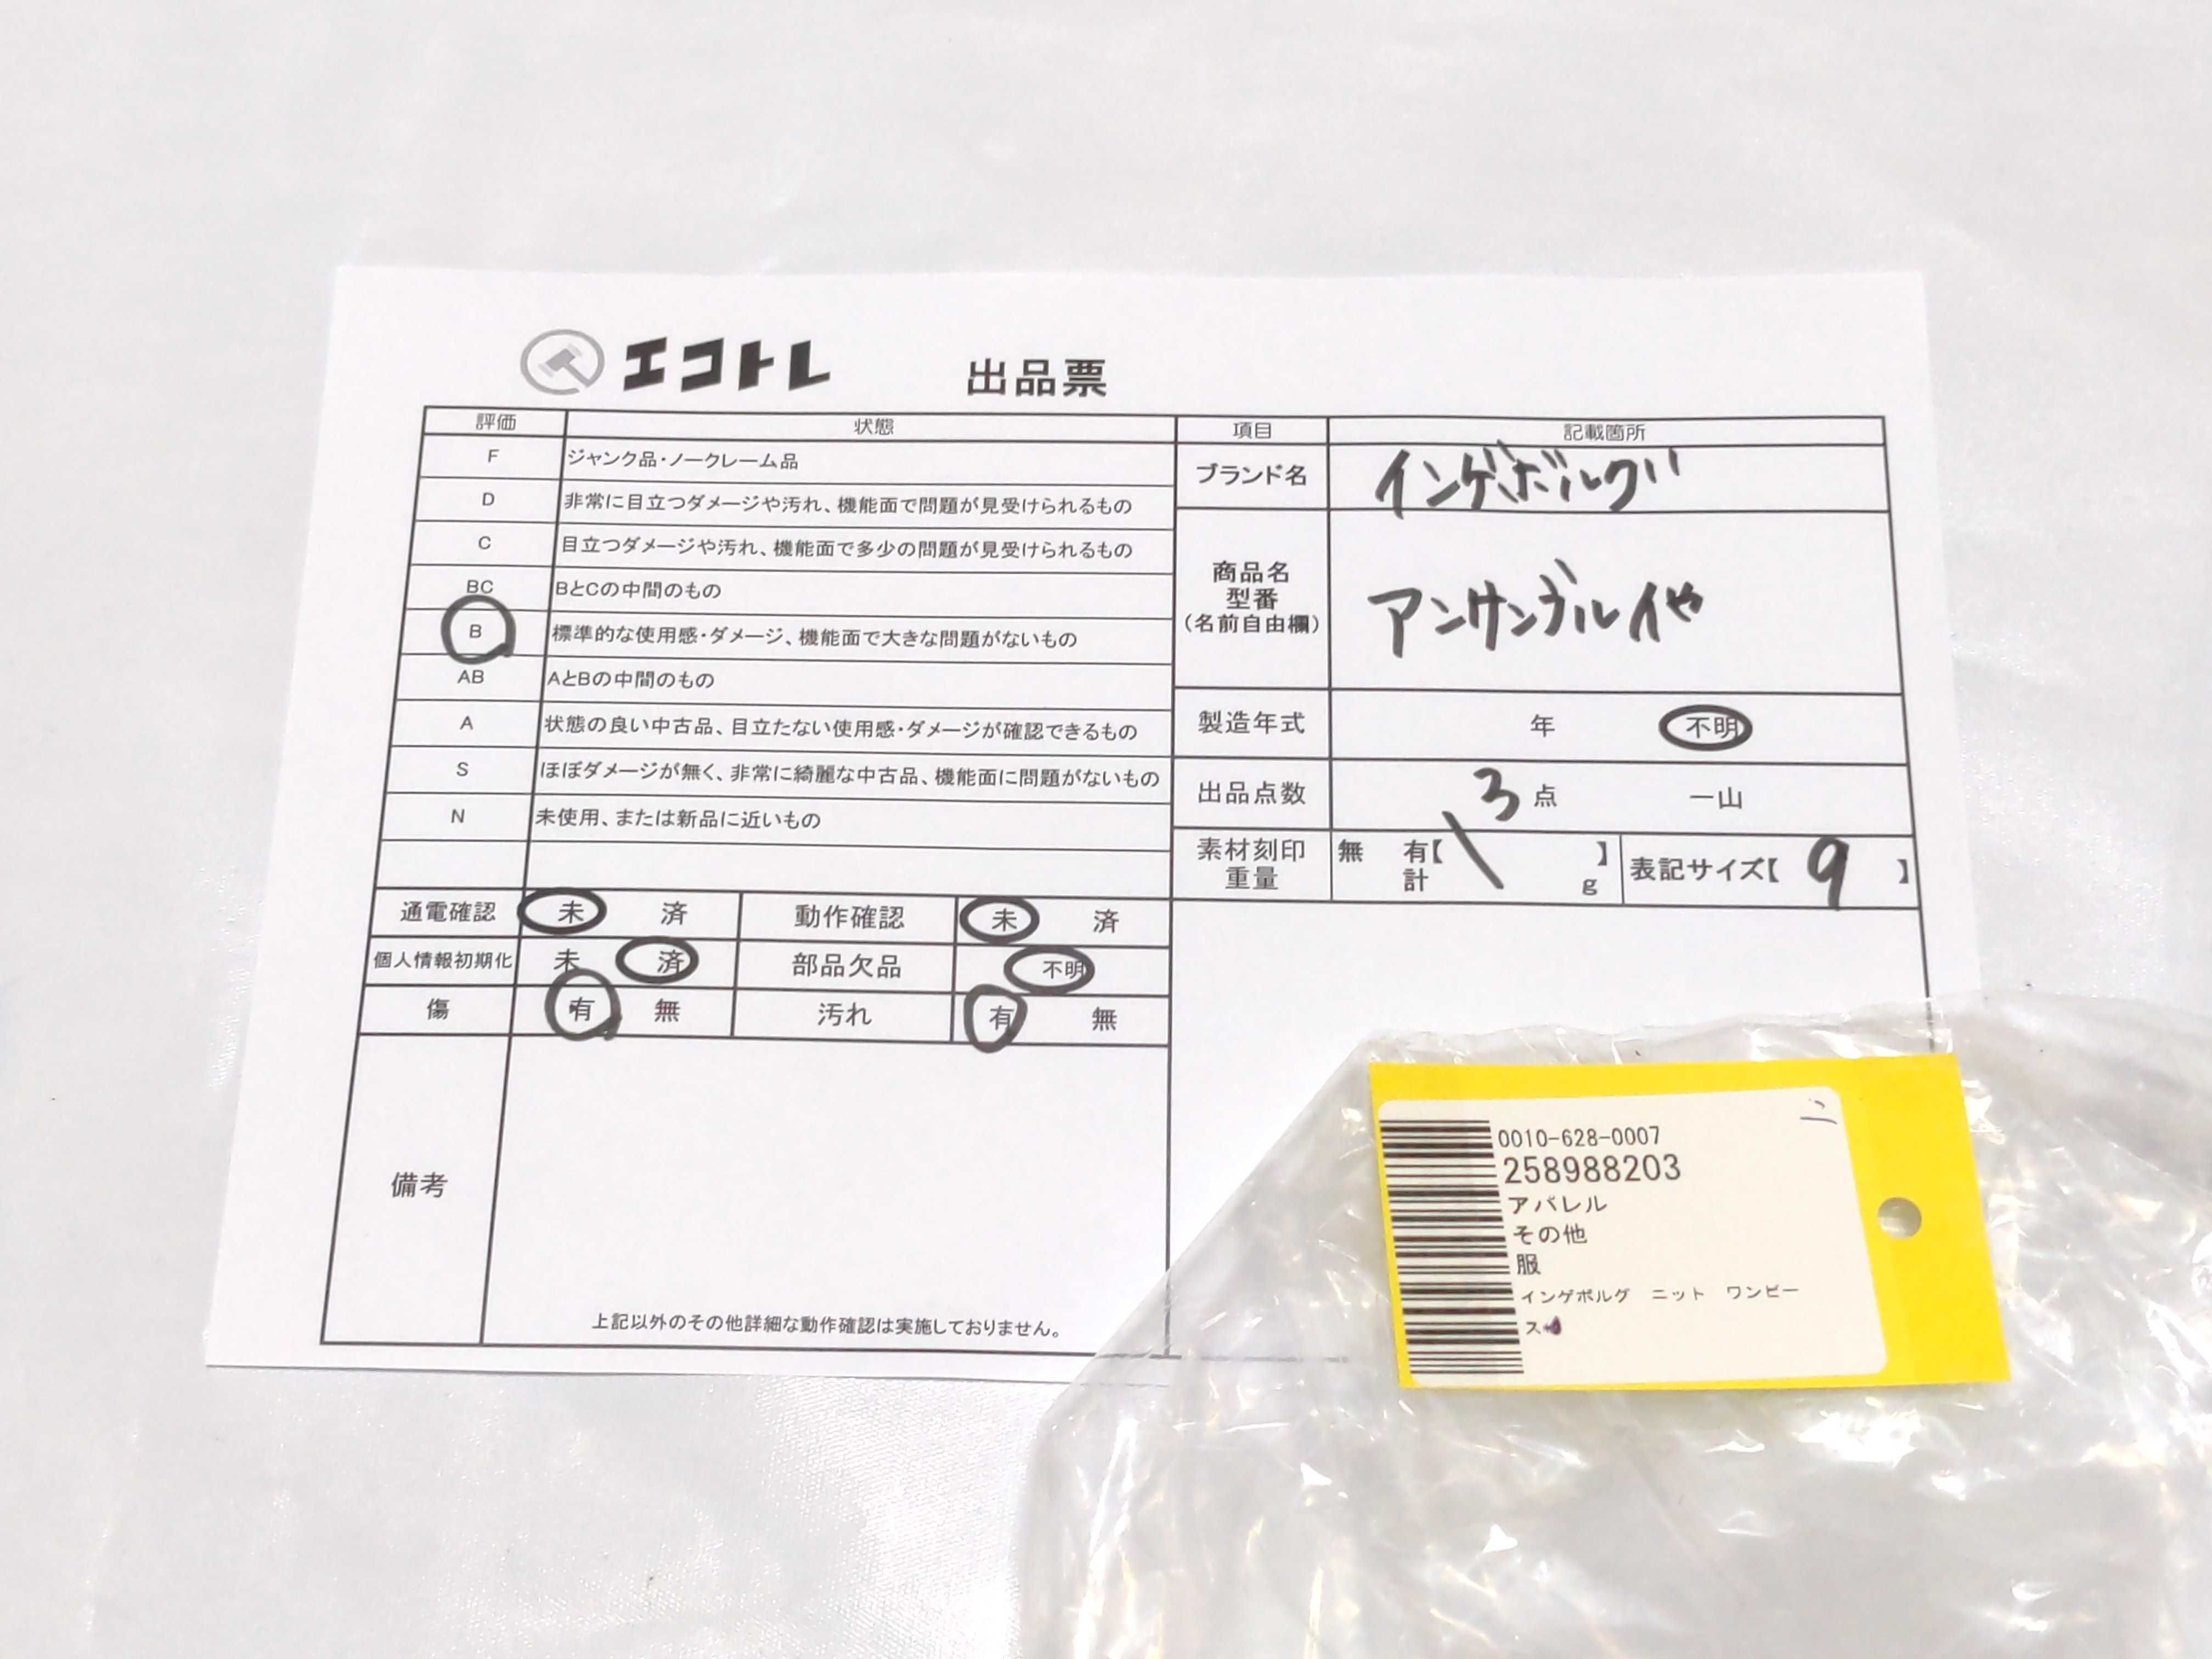 エコトレ 出品票
評価 状態
F ジャンク品・ノークレーム品
D 非常に目立つダメージや汚れ、機能面で問題が見受けられるもの
C 目立つダメージや汚れ、機能面で多少の問題が見受けられるもの
BC BとCの中間のもの
B 標準的な使用感・ダメージ、機能面で大きな問題がないもの
AB AとBの中間のもの
A 状態の良い中古品、目立たない使用感・ダメージが確認できるもの
S ほぼダメージが無く、非常に綺麗な中古品、機能面に問題がないもの
N 未使用、または新品に近いもの
通電確認 未 済 動作確認 未 済
個人情報初期化 未 済 部品欠品 不明
傷 有 無 汚れ 有 無
備考
上記以外のその他詳細な動作確認は実施しておりません。
項目 記載箇所
ブランド名 インゲボルグ
商品名
型番
(名前自由欄)
アンサンブル イや
製造年式 年 不明
出品点数 3 点 一山
素材刻印 無 有【 】
重量 計 g
表記サイズ【 9 】
0010-628-0007
258988203
アパレル
その他
服
インゲボルグ ニット ワンピー
ス